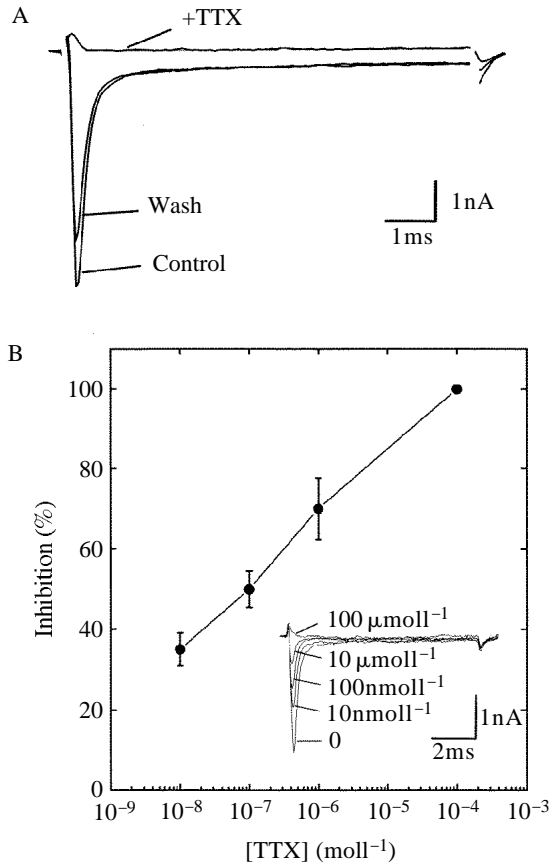 A
+TTX
Wash
Control
1nA
1ms
B
100
80
60
40
20
0
Inhibition (%)
100 μmoll⁻¹
10 μmoll⁻¹
100nmoll⁻¹
10nmoll⁻¹
0
1nA
2ms
10⁻⁹ 10⁻⁸ 10⁻⁷ 10⁻⁶ 10⁻⁵ 10⁻⁴ 10⁻³
[TTX] (moll⁻¹)